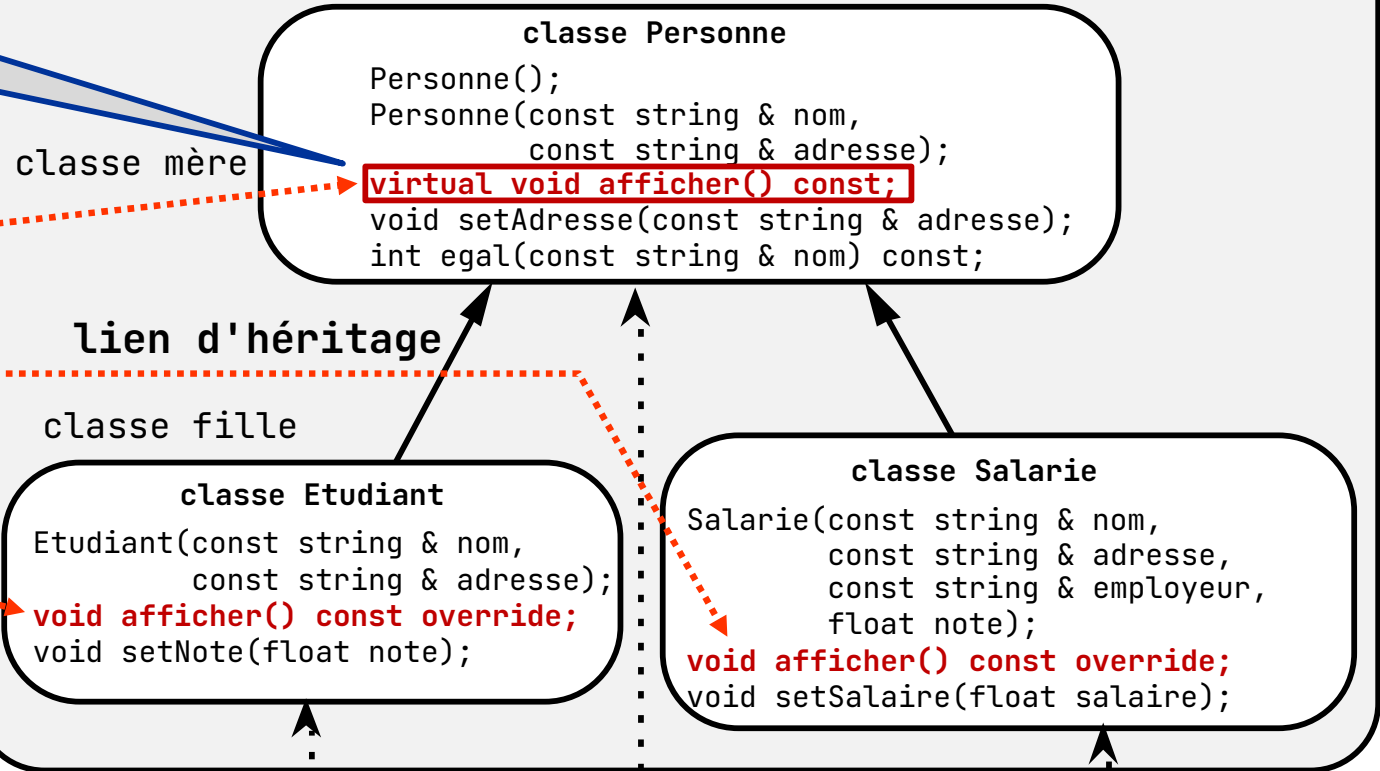 classe Personne
Personne();
Personne(const string & nom,
const string & adresse);
virtual void afficher() const;
void setAdresse(const string & adresse);
int egal(const string & nom) const;
classe mère
lien d'héritage
classe fille
classe Etudiant
Etudiant(const string & nom,
const string & adresse);
void afficher() const override;
void setNote(float note);
classe Salarie
Salarie(const string & nom,
const string & adresse,
const string & employeur,
float note);
void afficher() const override;
void setSalaire(float salaire);